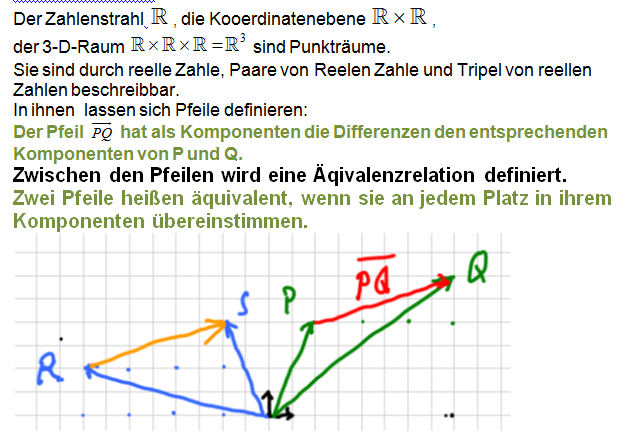 Der Zahlenstrahl ℝ , die Kooerdinatenebene ℝ × ℝ ,
der 3-D-Raum ℝ×ℝ×ℝ =ℝ³ sind Punkträume.
Sie sind durch reelle Zahle, Paare von Reelen Zahle und Tripel von reellen
Zahlen beschreibbar.
In ihnen lassen sich Pfeile definieren:
Der Pfeil P̅Q̅ hat als Komponenten die Differenzen den entsprechenden
Komponenten von P und Q.
Zwischen den Pfeilen wird eine Äqivalenzrelation definiert.
Zwei Pfeile heißen äquivalent, wenn sie an jedem Platz in ihrem
Komponenten übereinstimmen.
R S P P̅Q̅ Q